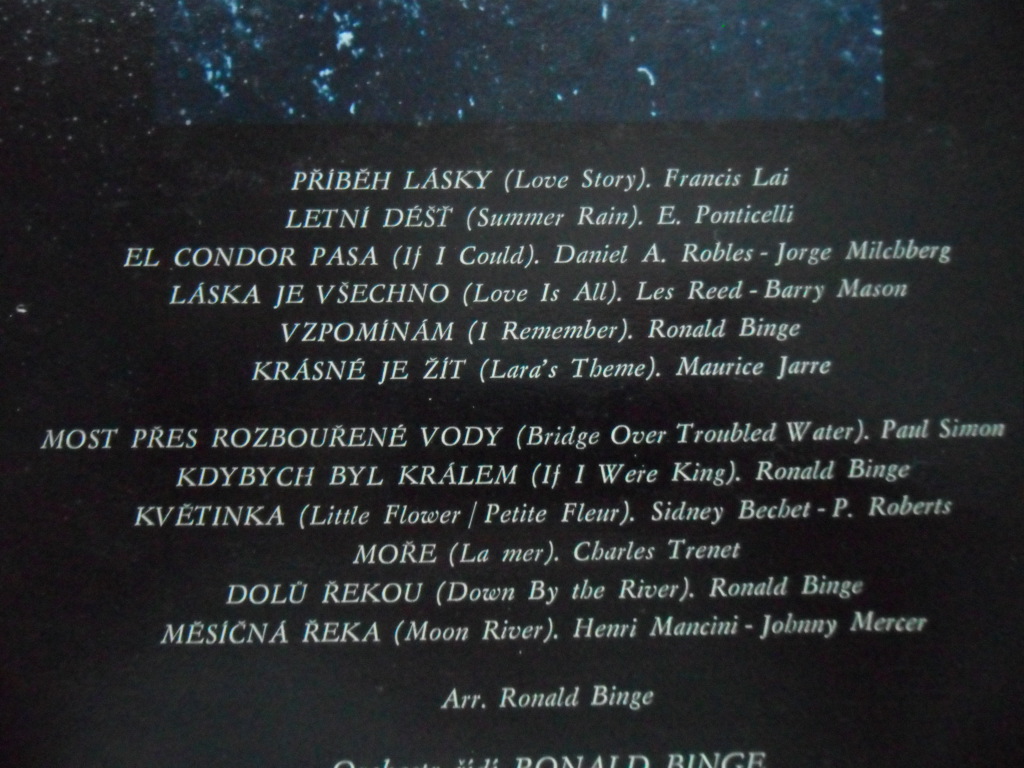 PŘÍBĚH LÁSKY (Love Story). Francis Lai
LETNÍ DÉŠŤ (Summer Rain). E. Ponticelli
EL CONDOR PASA (If I Could). Daniel A. Robles - Jorge Milchberg
LÁSKA JE VŠECHNO (Love Is All). Les Reed - Barry Mason
VZPOMÍNÁM (I Remember). Ronald Binge
KRÁSNÉ JE ŽÍT (Lara's Theme). Maurice Jarre
MOST PŘES ROZBOUŘENÉ VODY (Bridge Over Troubled Water). Paul Simon
KDYBYCH BYL KRÁLEM (If I Were King). Ronald Binge
KVĚTINKA (Little Flower / Petite Fleur). Sidney Bechet - P. Roberts
MOŘE (La mer). Charles Trenet
DOLŮ ŘEKOU (Down By the River). Ronald Binge
MĚSÍČNÁ ŘEKA (Moon River). Henri Mancini - Johnny Mercer
Arr. Ronald Binge
řídí RONALD BINGE